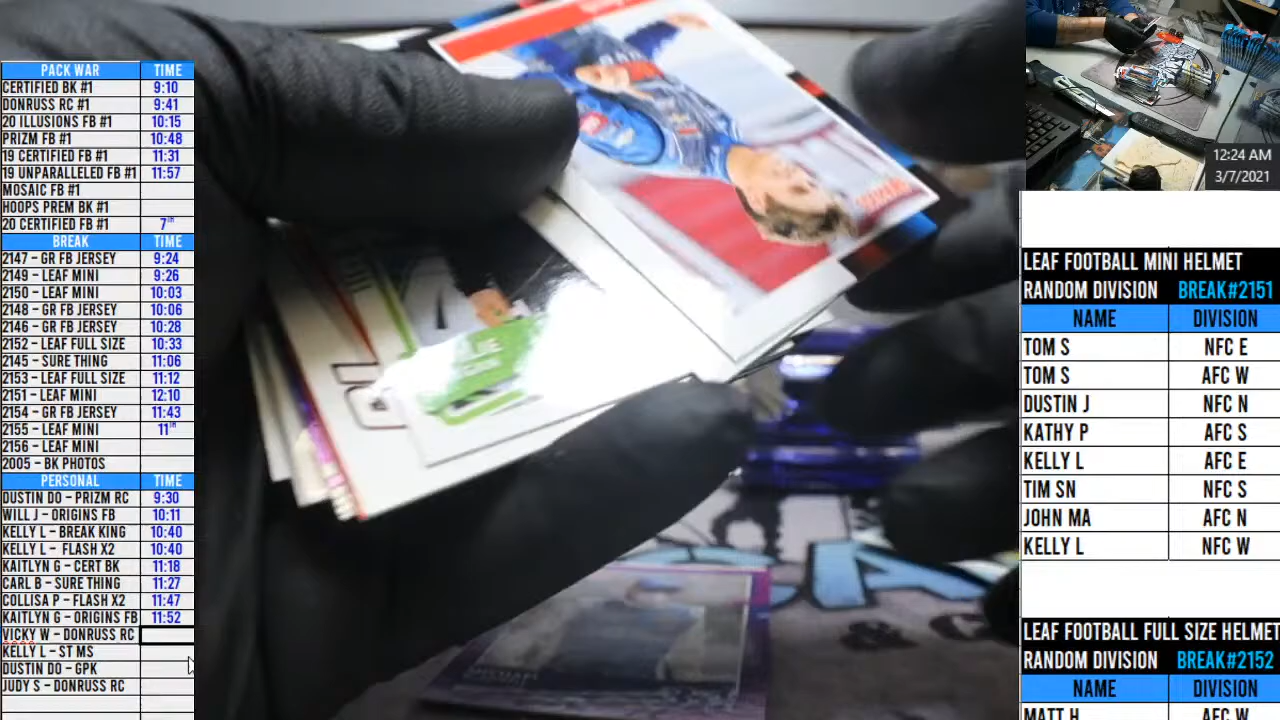 PACK WAR TIME
CERTIFIED BK #1 9:10
DONRUSS RC #1 9:41
20 ILLUSIONS FB #1 10:15
PRIZM FB #1 10:48
19 CERTIFIED FB #1 11:31
19 UNPARALLELED FB #1 11:57
MOSAIC FB #1
HOOPS PREM BK #1
20 CERTIFIED FB #1 7TH
BREAK TIME
2147 - GR FB JERSEY 9:24
2149 - LEAF MINI 9:26
2150 - LEAF MINI 10:03
2148 - GR FB JERSEY 10:06
2146 - GR FB JERSEY 10:28
2152 - LEAF FULL SIZE 10:33
2145 - SURE THING 11:06
2153 - LEAF FULL SIZE 11:12
2151 - LEAF MINI 12:10
2154 - GR FB JERSEY 11:43
2155 - LEAF MINI 11TH
2156 - LEAF MINI
2005 - BK PHOTOS
PERSONAL TIME
DUSTIN DO - PRIZM RC 9:30
WILL J - ORIGINS FB 10:11
KELLY L - BREAK KING 10:40
KELLY L - FLASH X2 10:40
KAITLYN G - CERT BK 11:18
CARL B - SURE THING 11:27
COLLISA P - FLASH X2 11:47
KAITLYN G - ORIGINS FB 11:52
VICKY W - DONRUSS RC
KELLY L - ST MS
DUSTIN DO - GPK
JUDY S - DONRUSS RC
12:24 AM
3/7/2021
LEAF FOOTBALL MINI HELMET
RANDOM DIVISION BREAK#2151
NAME DIVISION
TOM S NFC E
TOM S AFC W
DUSTIN J NFC N
KATHY P AFC S
KELLY L AFC E
TIM SN NFC S
JOHN MA AFC N
KELLY L NFC W
LEAF FOOTBALL FULL SIZE HELMET
RANDOM DIVISION BREAK#2152
NAME DIVISION
MATT H AFC W